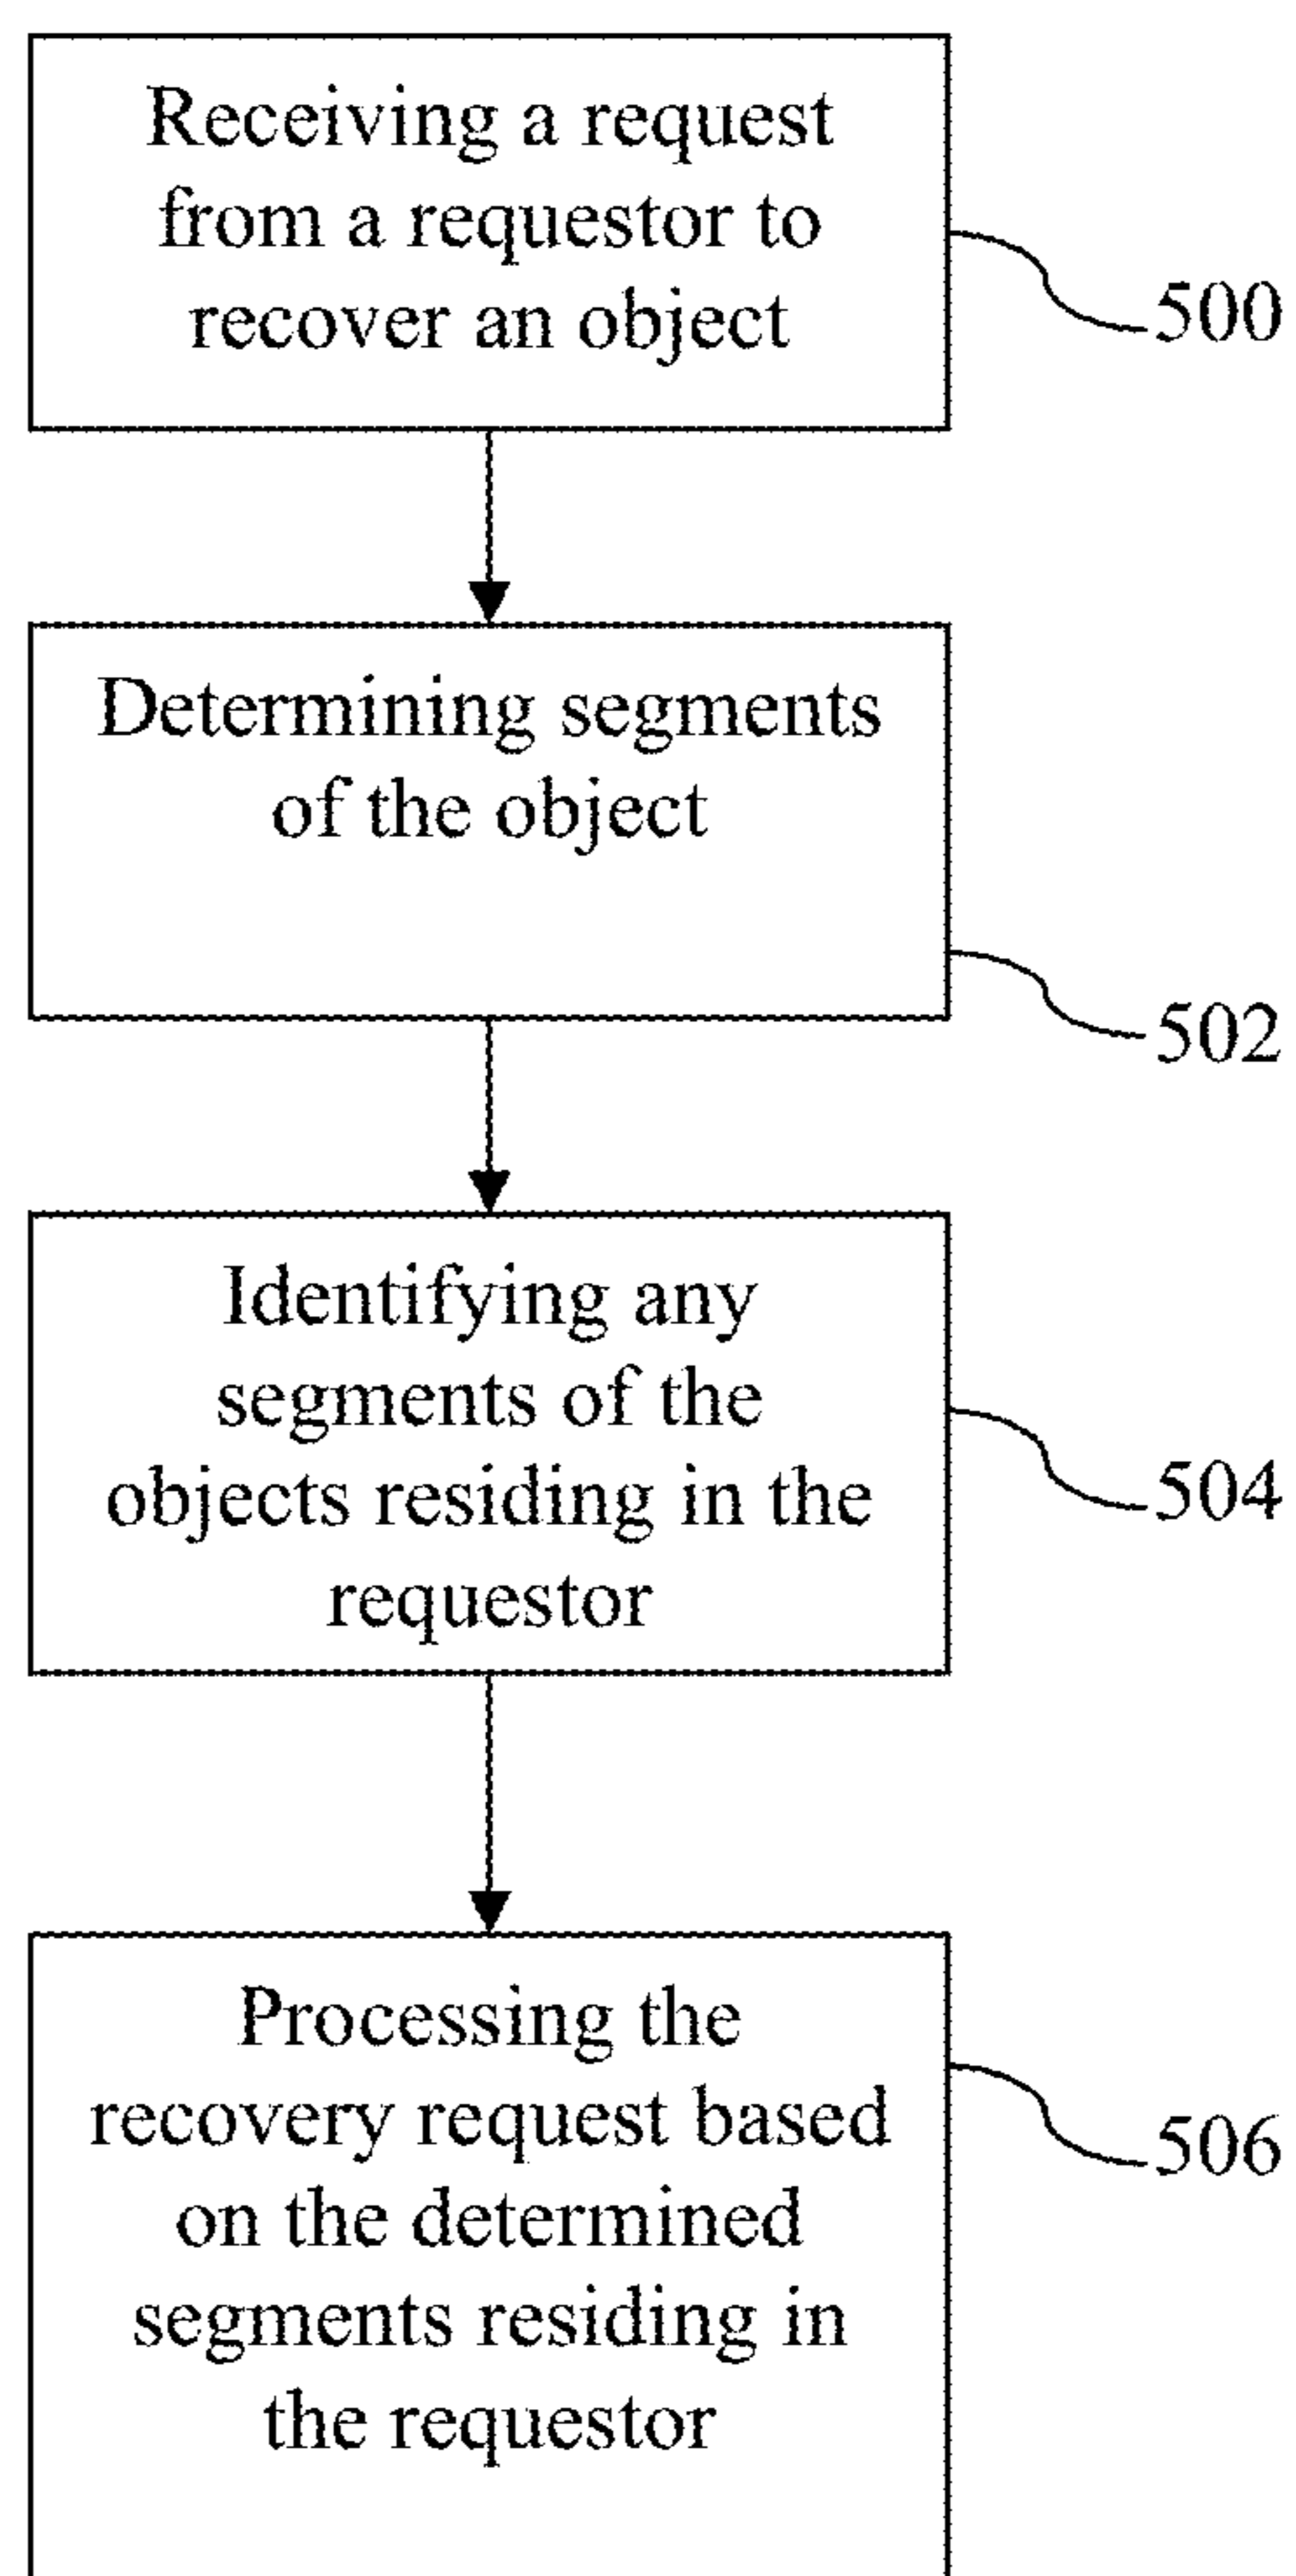 Receiving a request
from a requestor to
recover an object
500
Determining segments
of the object
502
Identifying any
segments of the
objects residing in the
requestor
504
Processing the
recovery request based
on the determined
segments residing in
the requestor
506